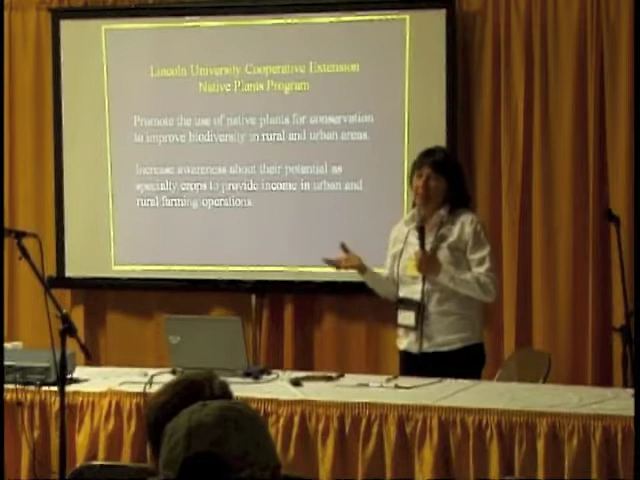 Lincoln University Cooperative Extension
Native Plants Program
Promote the use of native plants for conservation
to improve biodiversity in rural and urban areas.
Increase awareness about their potential as
specialty crops to provide income in urban and
rural farming operations.